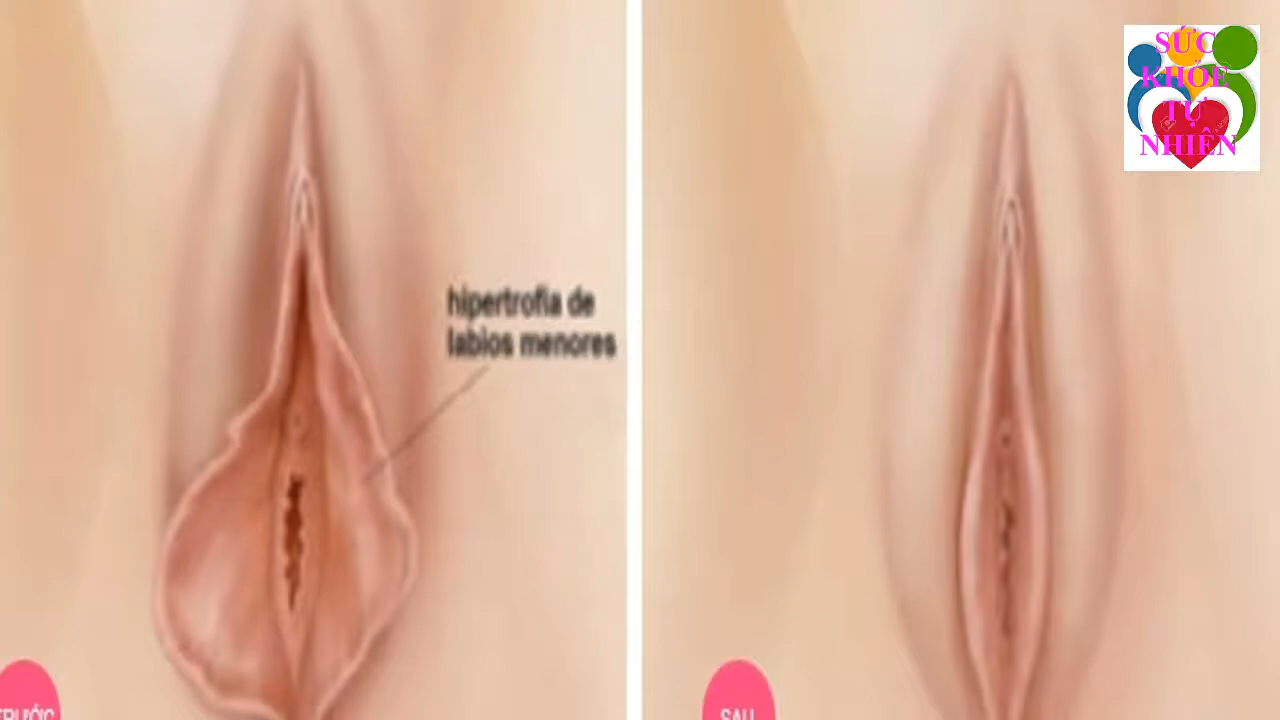 hipertrofia de
labios menores
SỨC
KHỎE
TỰ
NHIÊN
TRƯỚC
SAU